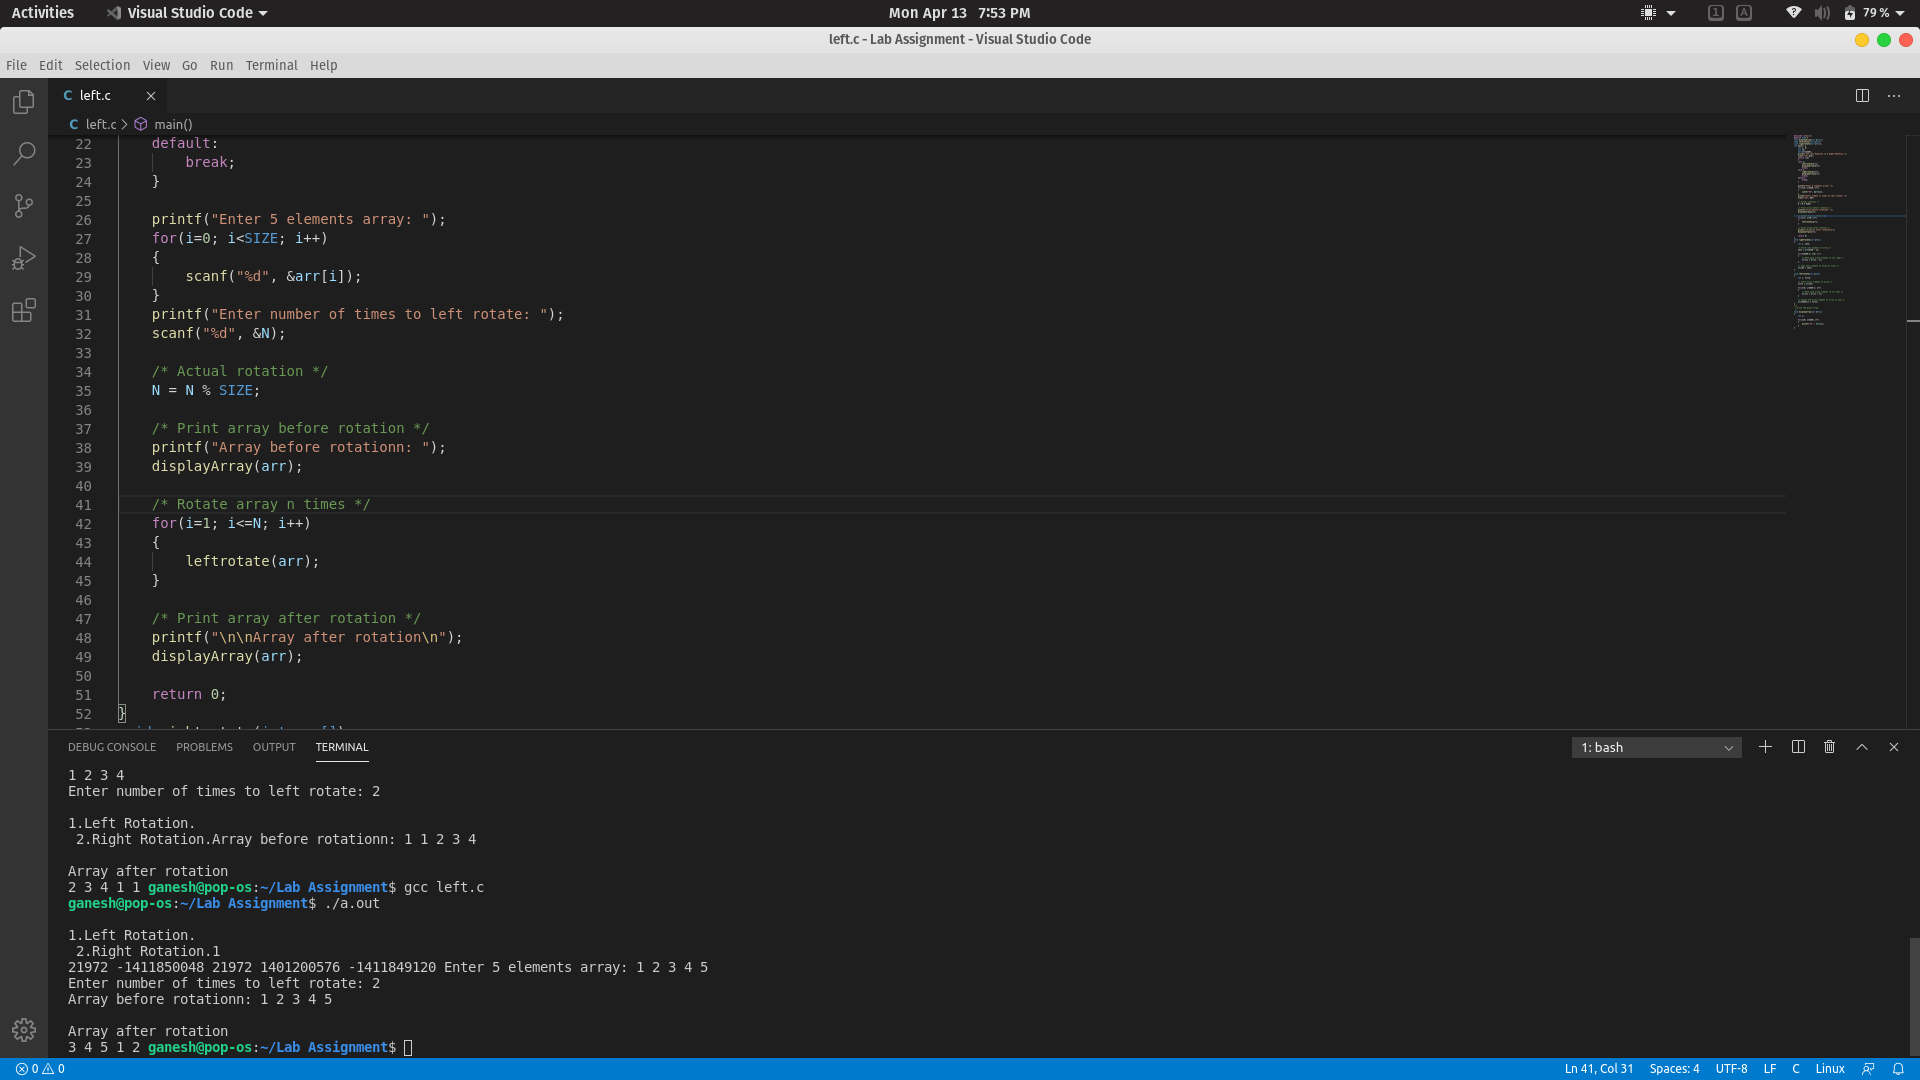 Activities
Visual Studio Code
Mon Apr 13 7:53 PM
1
A
79 %
left.c - Lab Assignment - Visual Studio Code
File Edit Selection View Go Run Terminal Help
C left.c
C left.c > main()
22 default:
23 break;
24 }
25
26 printf("Enter 5 elements array: ");
27 for(i=0; i<SIZE; i++)
28 {
29 scanf("%d", &arr[i]);
30 }
31 printf("Enter number of times to left rotate: ");
32 scanf("%d", &N);
33
34 /* Actual rotation */
35 N = N % SIZE;
36
37 /* Print array before rotation */
38 printf("Array before rotationn: ");
39 displayArray(arr);
40
41 /* Rotate array n times */
42 for(i=1; i<=N; i++)
43 {
44 leftrotate(arr);
45 }
46
47 /* Print array after rotation */
48 printf("\n\nArray after rotation\n");
49 displayArray(arr);
50
51 return 0;
52 }
DEBUG CONSOLE PROBLEMS OUTPUT TERMINAL
1: bash
1 2 3 4
Enter number of times to left rotate: 2
1.Left Rotation.
2.Right Rotation.Array before rotationn: 1 1 2 3 4
Array after rotation
2 3 4 1 1 ganesh@pop-os:~/Lab Assignment$ gcc left.c
ganesh@pop-os:~/Lab Assignment$ ./a.out
1.Left Rotation.
2.Right Rotation.1
21972 -1411850048 21972 1401200576 -1411849120 Enter 5 elements array: 1 2 3 4 5
Enter number of times to left rotate: 2
Array before rotationn: 1 2 3 4 5
Array after rotation
3 4 5 1 2 ganesh@pop-os:~/Lab Assignment$
0 0
Ln 41, Col 31 Spaces: 4 UTF-8 LF C Linux